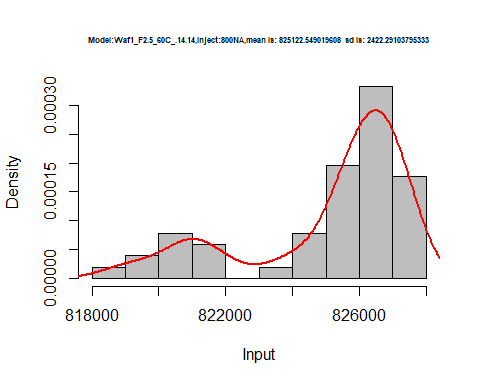 Model:Waf1_F2.5_60C_.14.14,Inject:800NA,mean is: 825122.549019608 sd is: 2422.29103795333
0.00030
0.00015
0.00000
Density
818000 822000 826000
Input